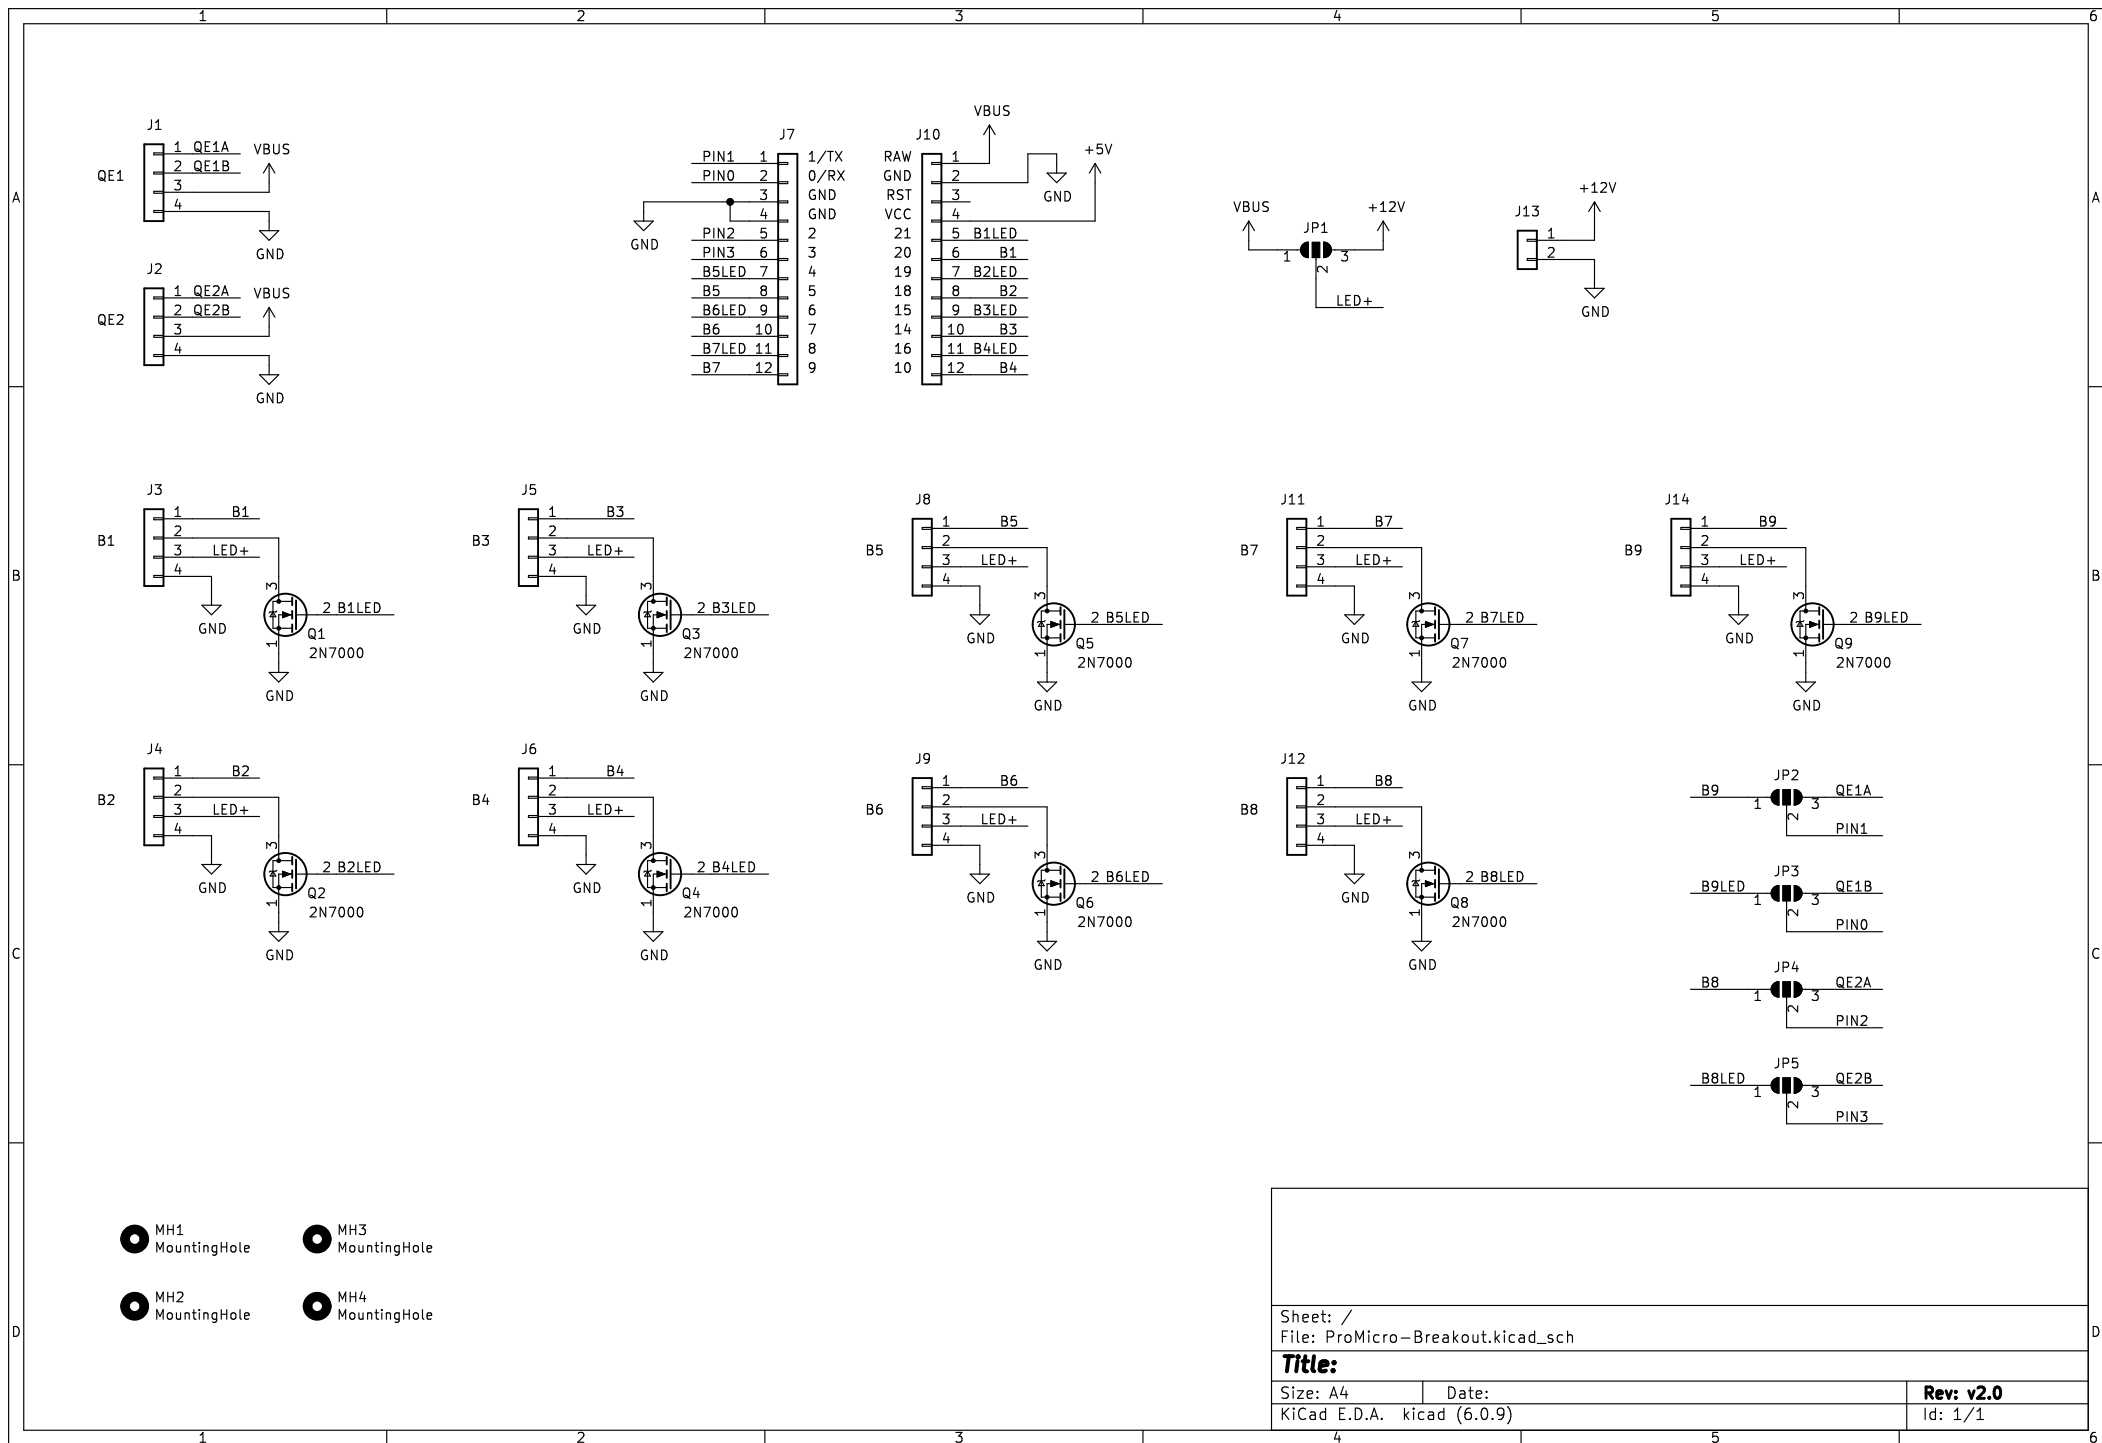 1 2 3 4 5 6
A A
J1
QE1
1 QE1A
2 QE1B
3
4
VBUS
GND
J2
QE2
1 QE2A
2 QE2B
3
4
VBUS
GND
J7
PIN1 1 1/TX
PIN0 2 0/RX
3 GND
4 GND
GND
PIN2 5 2
PIN3 6 3
B5LED 7 4
B5 8 5
B6LED 9 6
B6 10 7
B7LED 11 8
B7 12 9
J10
VBUS
+5V
GND
RAW 1
GND 2
RST 3
VCC 4
21 5 B1LED
20 6 B1
19 7 B2LED
18 8 B2
15 9 B3LED
14 10 B3
16 11 B4LED
10 12 B4
VBUS
+12V
JP1
1 2 3
LED+
+12V
J13
1
2
GND
B B
J3
B1
1 B1
2
3 LED+
4
GND
3
2 B1LED
1
Q1
2N7000
GND
J5
B3
1 B3
2
3 LED+
4
GND
3
2 B3LED
1
Q3
2N7000
GND
J8
B5
1 B5
2
3 LED+
4
GND
3
2 B5LED
1
Q5
2N7000
GND
J11
B7
1 B7
2
3 LED+
4
GND
3
2 B7LED
1
Q7
2N7000
GND
J14
B9
1 B9
2
3 LED+
4
GND
3
2 B9LED
1
Q9
2N7000
GND
J4
B2
1 B2
2
3 LED+
4
GND
3
2 B2LED
1
Q2
2N7000
GND
J6
B4
1 B4
2
3 LED+
4
GND
3
2 B4LED
1
Q4
2N7000
GND
J9
B6
1 B6
2
3 LED+
4
GND
3
2 B6LED
1
Q6
2N7000
GND
J12
B8
1 B8
2
3 LED+
4
GND
3
2 B8LED
1
Q8
2N7000
GND
C C
JP2
B9 1 2 3 QE1A
PIN1
JP3
B9LED 1 2 3 QE1B
PIN0
JP4
B8 1 2 3 QE2A
PIN2
JP5
B8LED 1 2 3 QE2B
PIN3
MH1
MountingHole
MH3
MountingHole
MH2
MountingHole
MH4
MountingHole
D D
Sheet: /
File: ProMicro-Breakout.kicad_sch
Title:
Size: A4 Date: Rev: v2.0
KiCad E.D.A. kicad (6.0.9) Id: 1/1
1 2 3 4 5 6